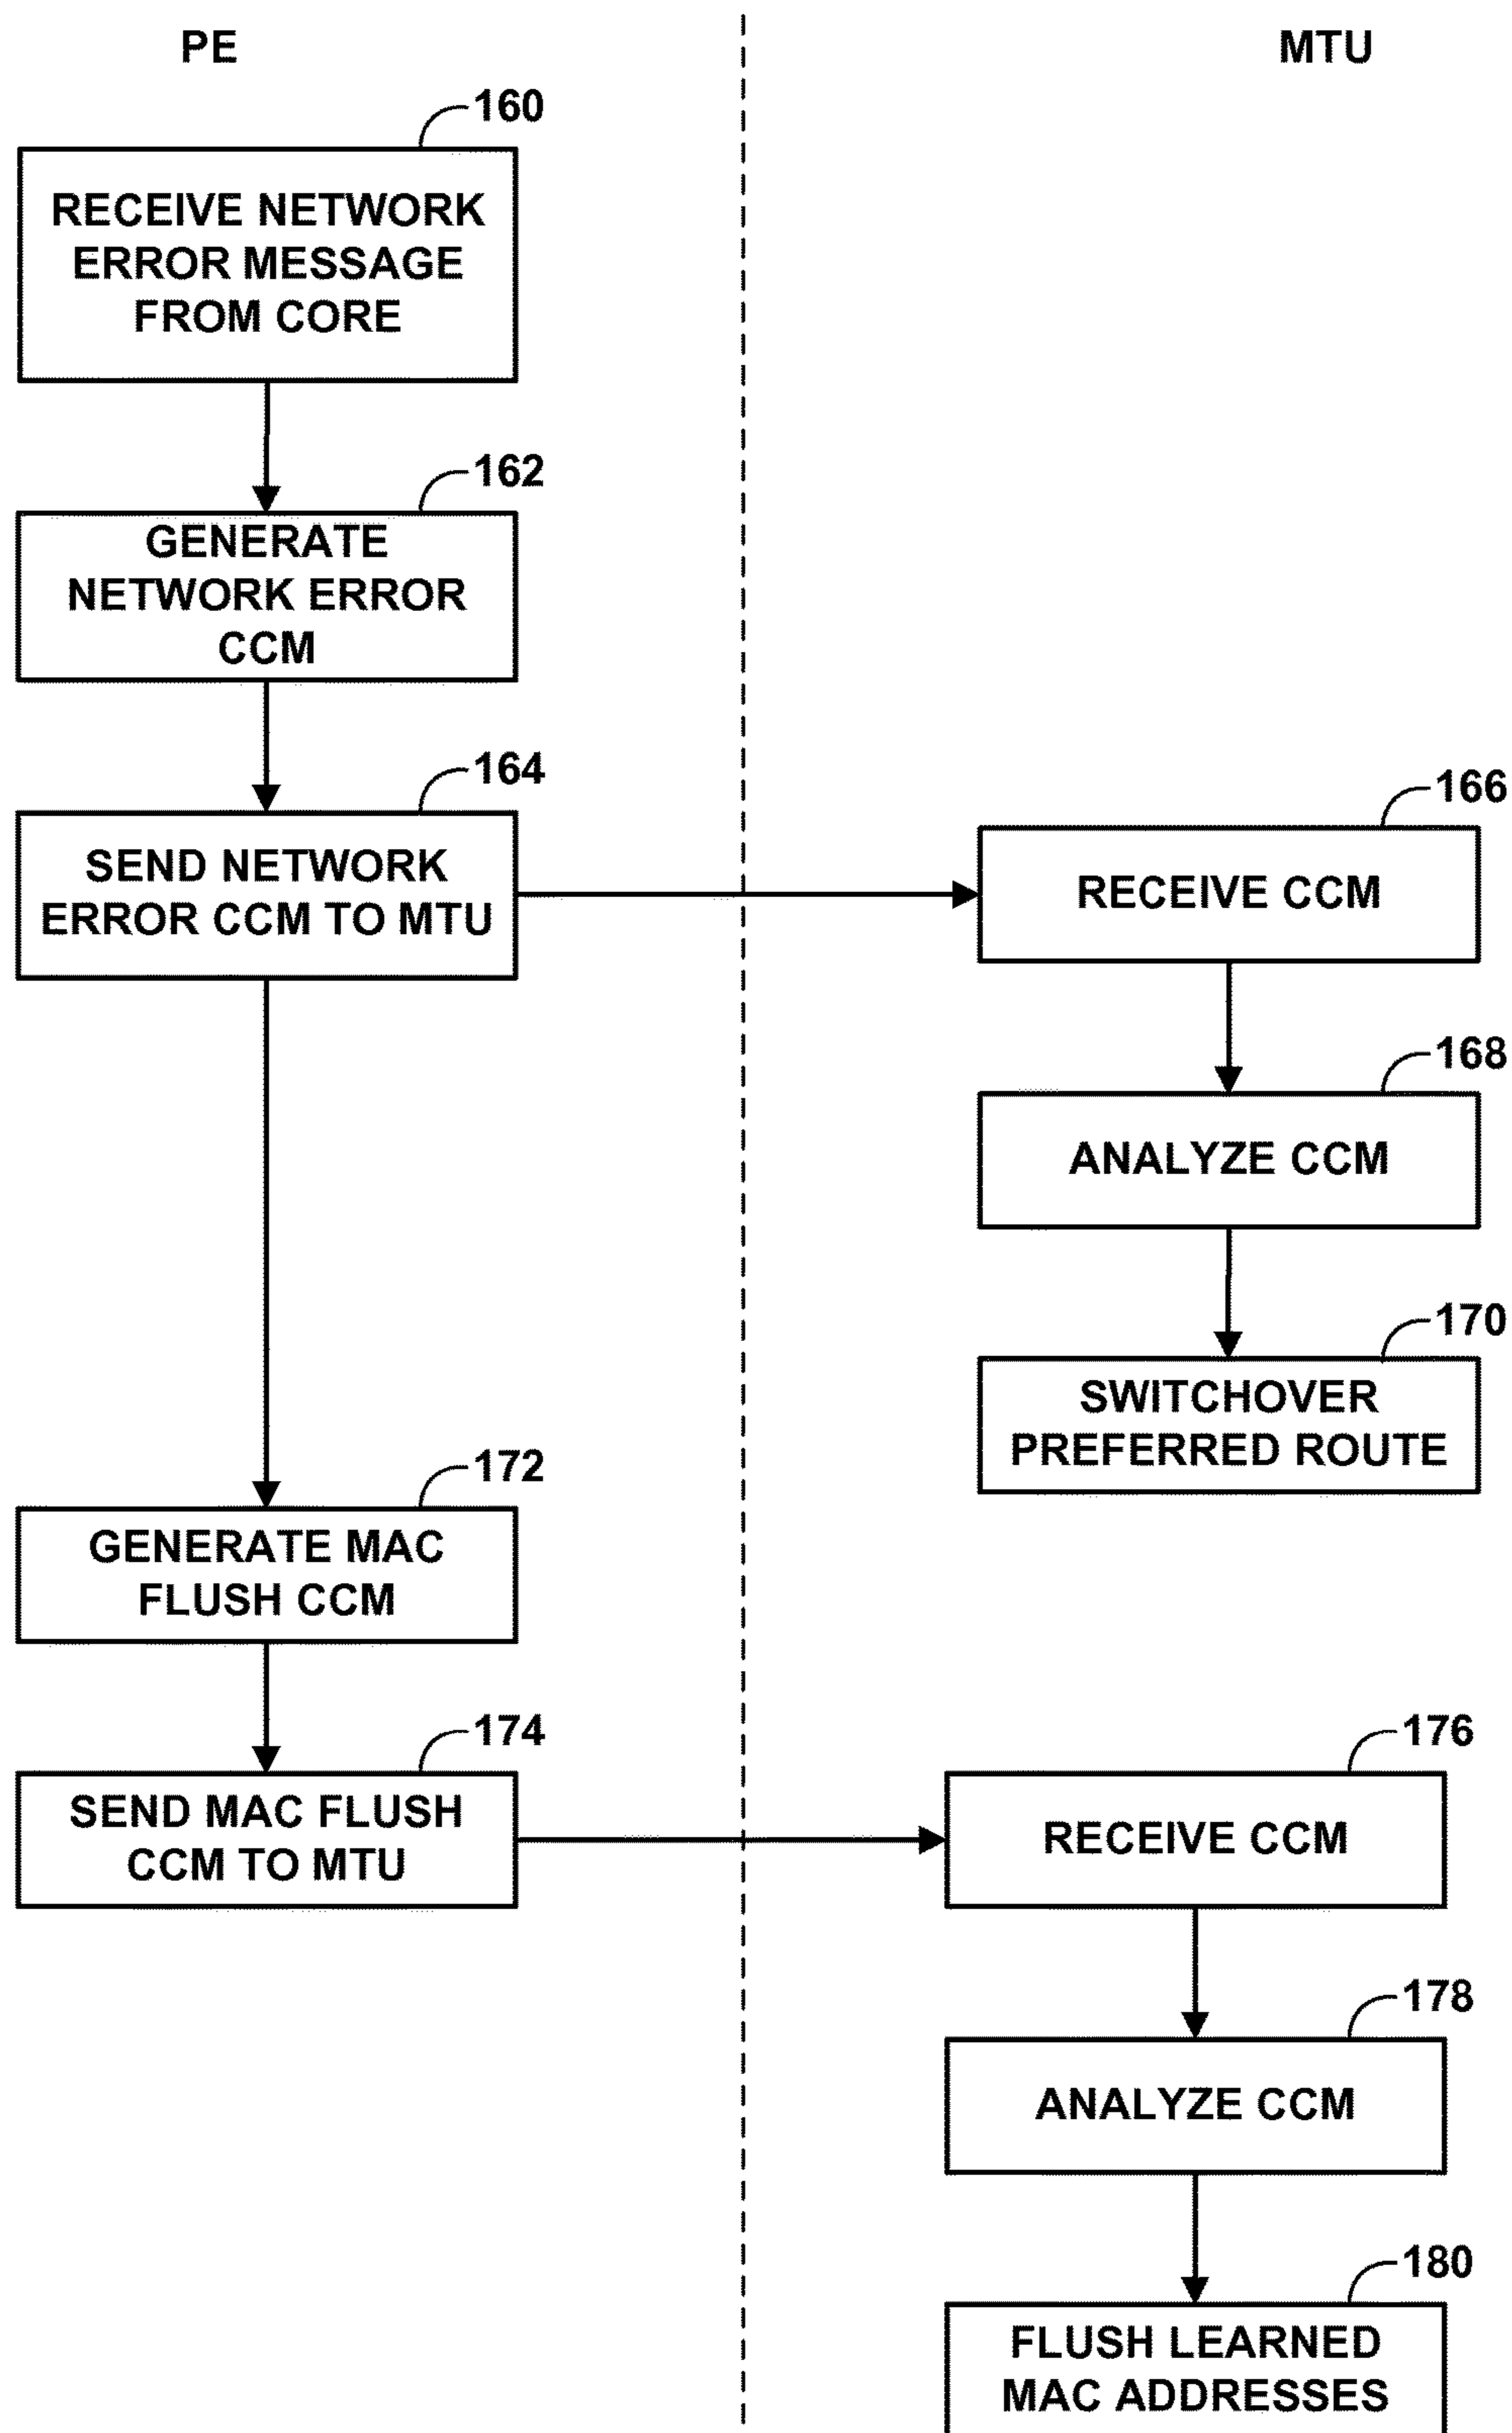 PE
MTU
160
RECEIVE NETWORK
ERROR MESSAGE
FROM CORE
162
GENERATE
NETWORK ERROR
CCM
164
SEND NETWORK
ERROR CCM TO MTU
166
RECEIVE CCM
168
ANALYZE CCM
170
SWITCHOVER
PREFERRED ROUTE
172
GENERATE MAC
FLUSH CCM
174
SEND MAC FLUSH
CCM TO MTU
176
RECEIVE CCM
178
ANALYZE CCM
180
FLUSH LEARNED
MAC ADDRESSES